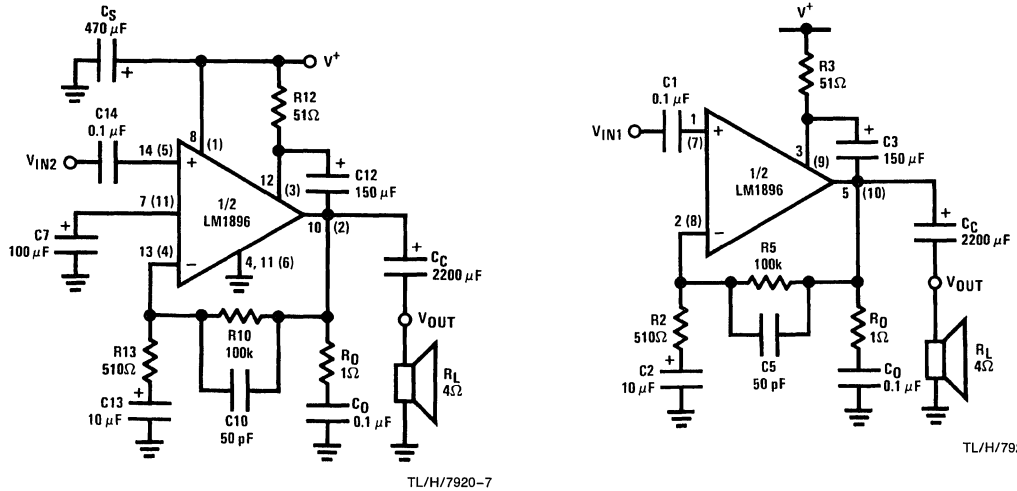 C_S
470 μF
+
V⁺
R12
51Ω
C14
0.1 μF
8
(1)
V_IN2
14 (5)
+
12
(3)
+
C12
150 μF
1/2
LM1896
7 (11)
+
C7
100 μF
10
(2)
+
C_C
2200 μF
13 (4)
−
4, 11 (6)
V_OUT
R10
100k
R13
510Ω
R_O
1Ω
R_L
4Ω
+
C13
10 μF
C10
50 pF
C_O
0.1 μF
TL/H/7920-7
V⁺
R3
51Ω
C1
0.1 μF
V_IN1
1
(7)
+
3
(9)
+
C3
150 μF
1/2
LM1896
5
(10)
+
C_C
2200 μF
2 (8)
−
R5
100k
V_OUT
R2
510Ω
R_O
1Ω
R_L
4Ω
+
C2
10 μF
C5
50 pF
C_O
0.1 μF
TL/H/79